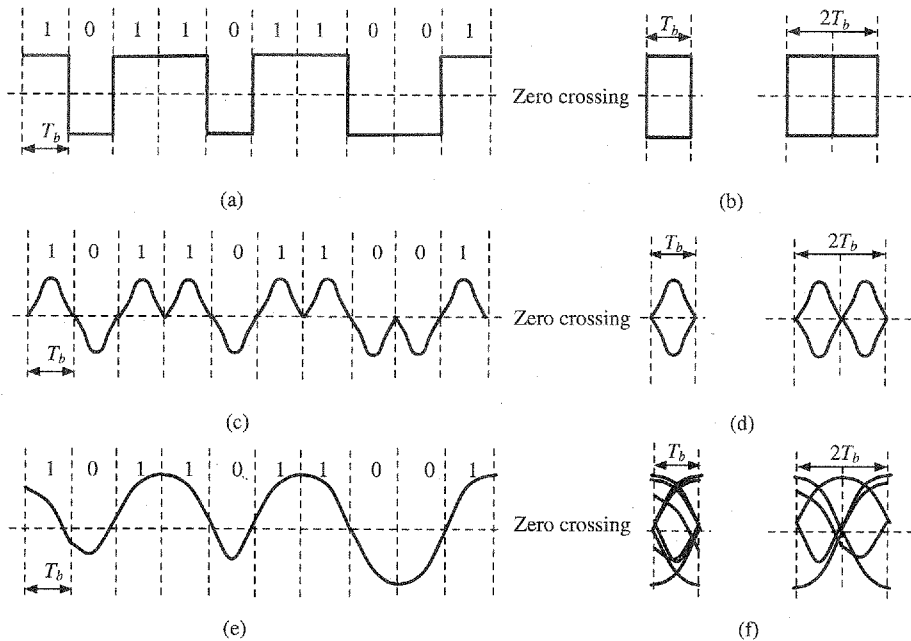 1 0 1 1 0 1 1 0 0 1
T_b
2T_b
Zero crossing
T_b
(a)
(b)
1 0 1 1 0 1 1 0 0 1
T_b
2T_b
Zero crossing
T_b
(c)
(d)
1 0 1 1 0 1 1 0 0 1
T_b
2T_b
Zero crossing
T_b
(e)
(f)